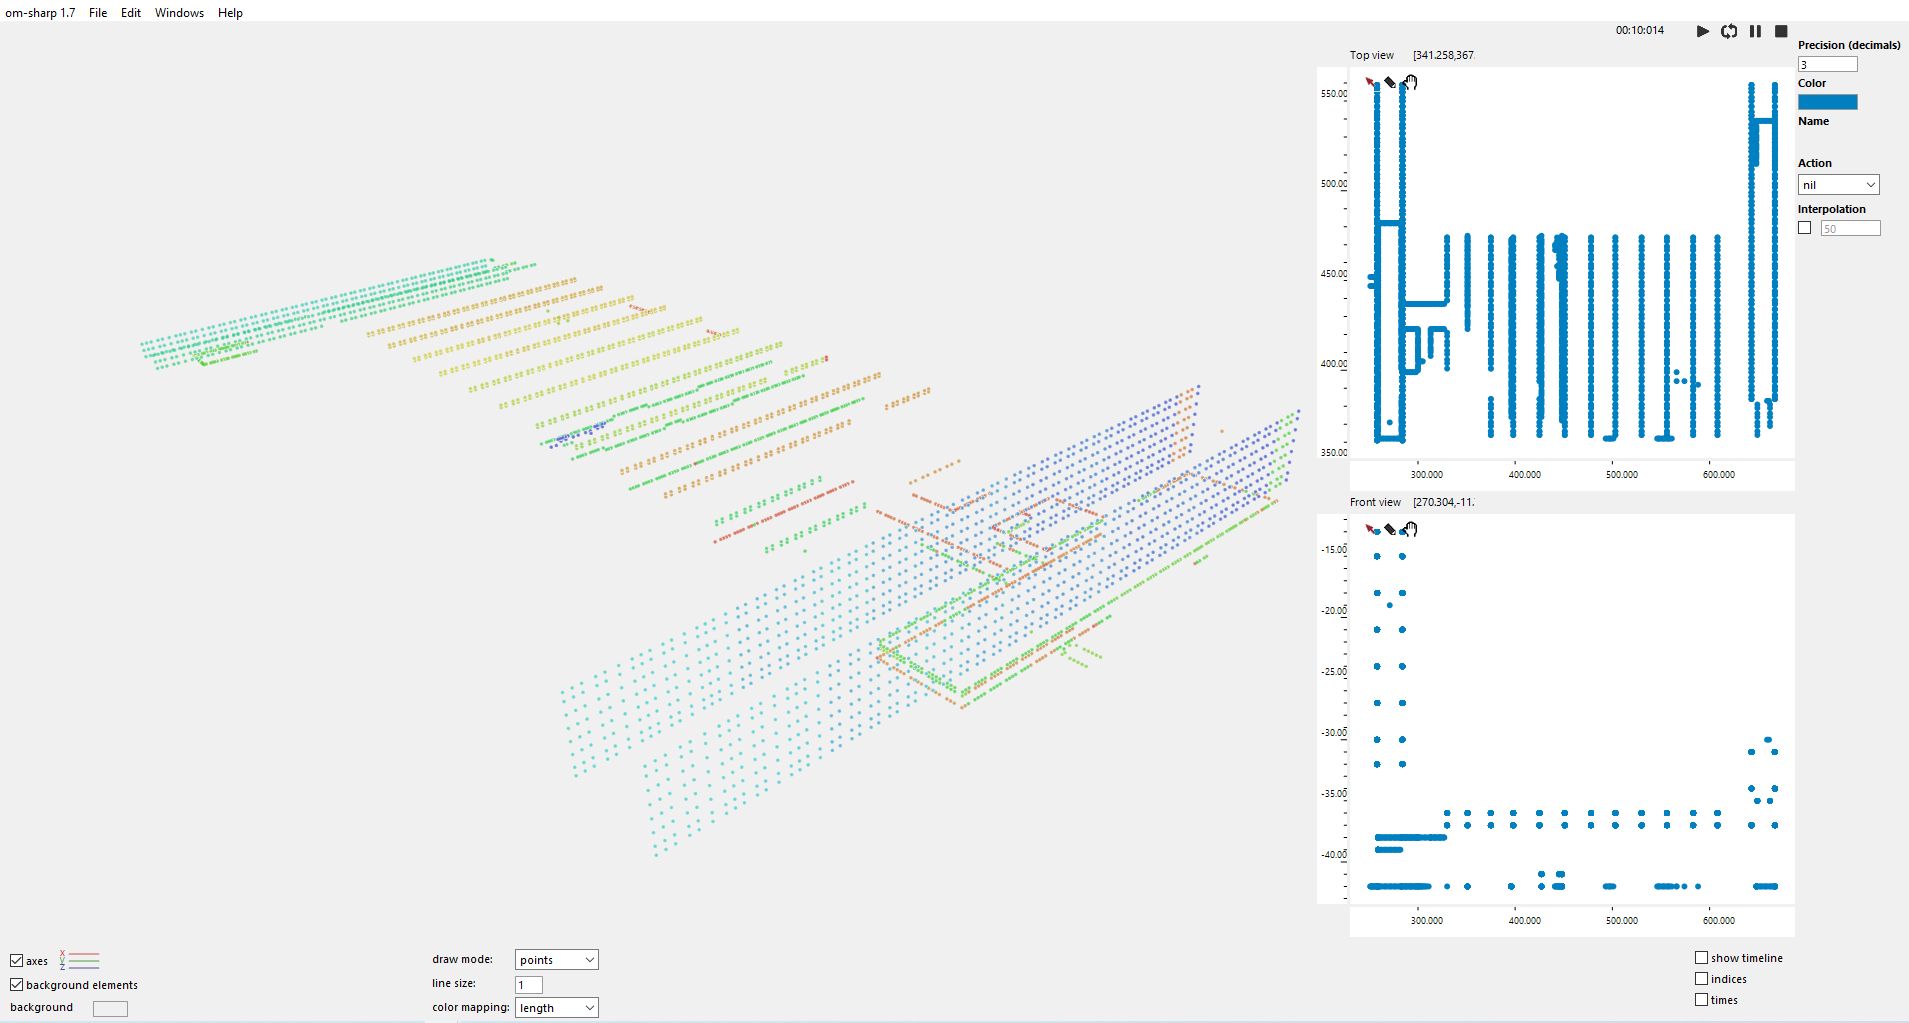 om-sharp 1.7 File Edit Windows Help
00:10:014
Top view [341.258,367.
550.00
500.00
450.00
400.00
350.00
300.000 400.000 500.000 600.000
Front view [270.304,-11.
-15.00
-20.00
-25.00
-30.00
-35.00
-40.00
300.000 400.000 500.000 600.000
Precision (decimals)
3
Color
Name
Action
nil
Interpolation
50
axes X Y Z
background elements
background
draw mode: points
line size: 1
color mapping: length
show timeline
indices
times